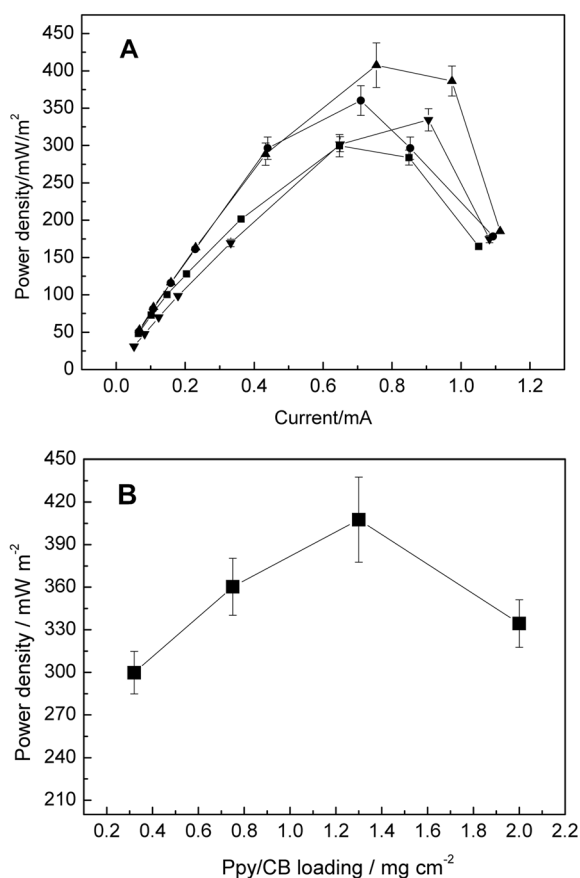 A
Power density/mW/m²
450
400
350
300
250
200
150
100
50
0
0.0 0.2 0.4 0.6 0.8 1.0 1.2
Current/mA
B
Power density / mW m⁻²
450
420
390
360
330
300
270
240
210
0.2 0.4 0.6 0.8 1.0 1.2 1.4 1.6 1.8 2.0 2.2
Ppy/CB loading / mg cm⁻²